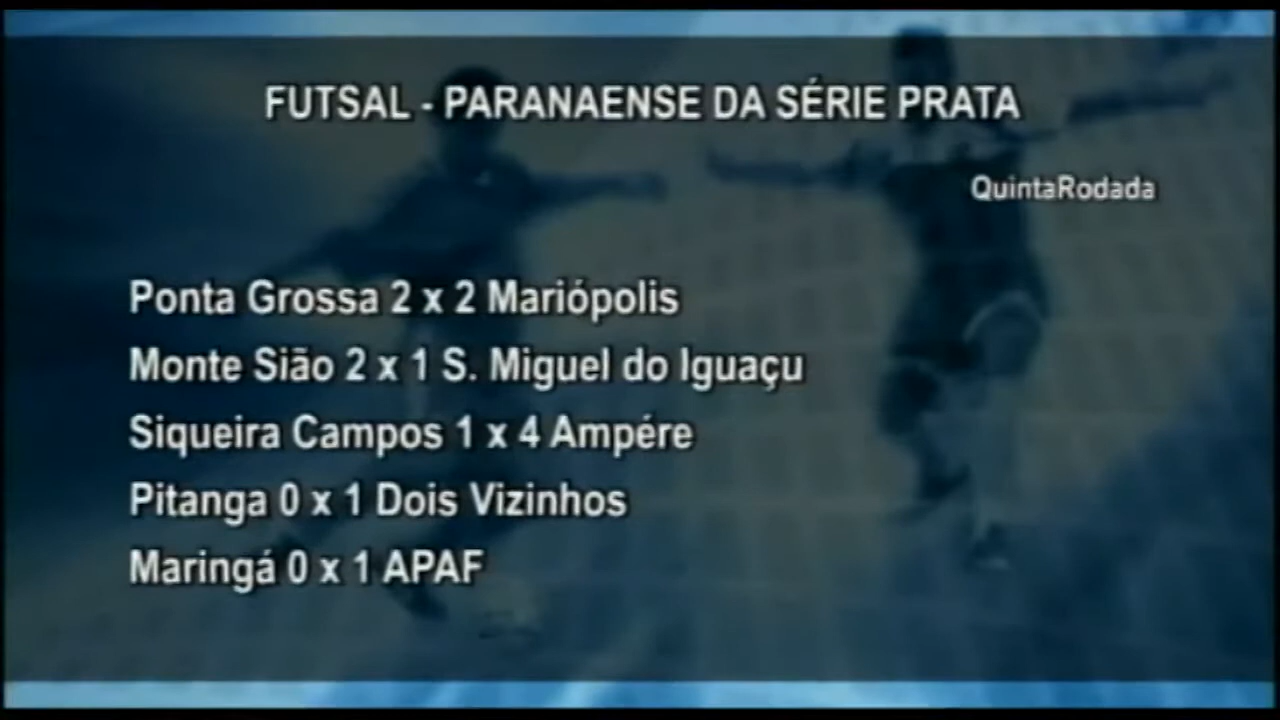 FUTSAL - PARANAENSE DA SÉRIE PRATA
QuintaRodada
Ponta Grossa 2 x 2 Mariópolis
Monte Sião 2 x 1 S. Miguel do Iguaçu
Siqueira Campos 1 x 4 Ampére
Pitanga 0 x 1 Dois Vizinhos
Maringá 0 x 1 APAF